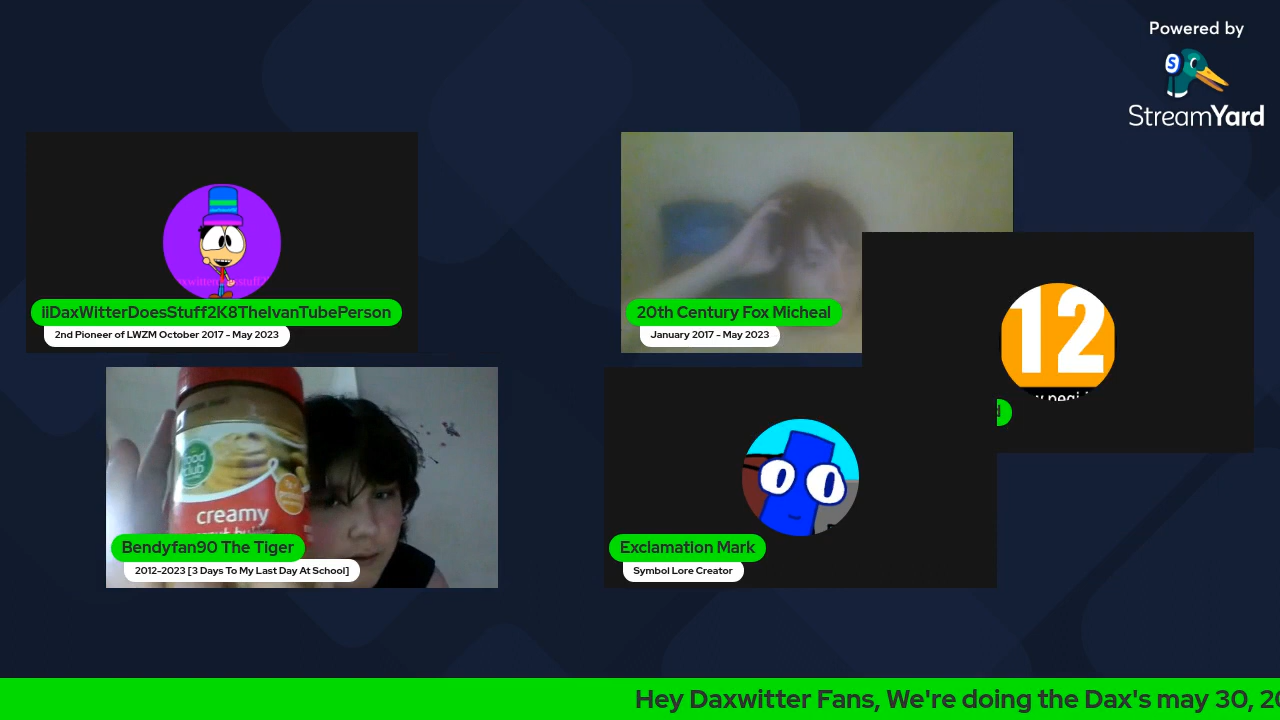 Powered by
S
StreamYard
iiDaxWitterDoesStuff2K8TheIvanTubePerson
2nd Pioneer of LWZM October 2017 - May 2023
20th Century Fox Micheal
January 2017 - May 2023
12
creamy
Bendyfan90 The Tiger
2012-2023 [3 Days To My Last Day At School]
Exclamation Mark
Symbol Lore Creator
Hey Daxwitter Fans, We're doing the Dax's may 30, 20